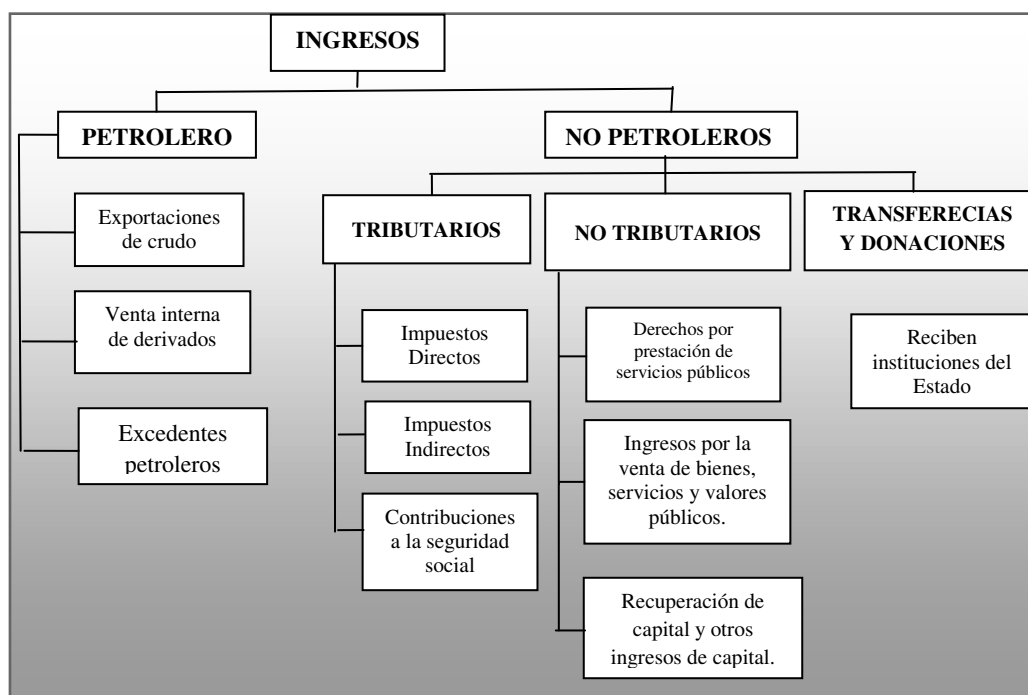 INGRESOS
PETROLERO
NO PETROLEROS
Exportaciones
de crudo
Venta interna
de derivados
Excedentes
petroleros
TRIBUTARIOS
Impuestos
Directos
Impuestos
Indirectos
Contribuciones
a la seguridad
social
NO TRIBUTARIOS
Derechos por
prestación de
servicios públicos
Ingresos por la
venta de bienes,
servicios y valores
públicos.
Recuperación de
capital y otros
ingresos de capital.
TRANSFERECIAS
Y DONACIONES
Reciben
instituciones del
Estado